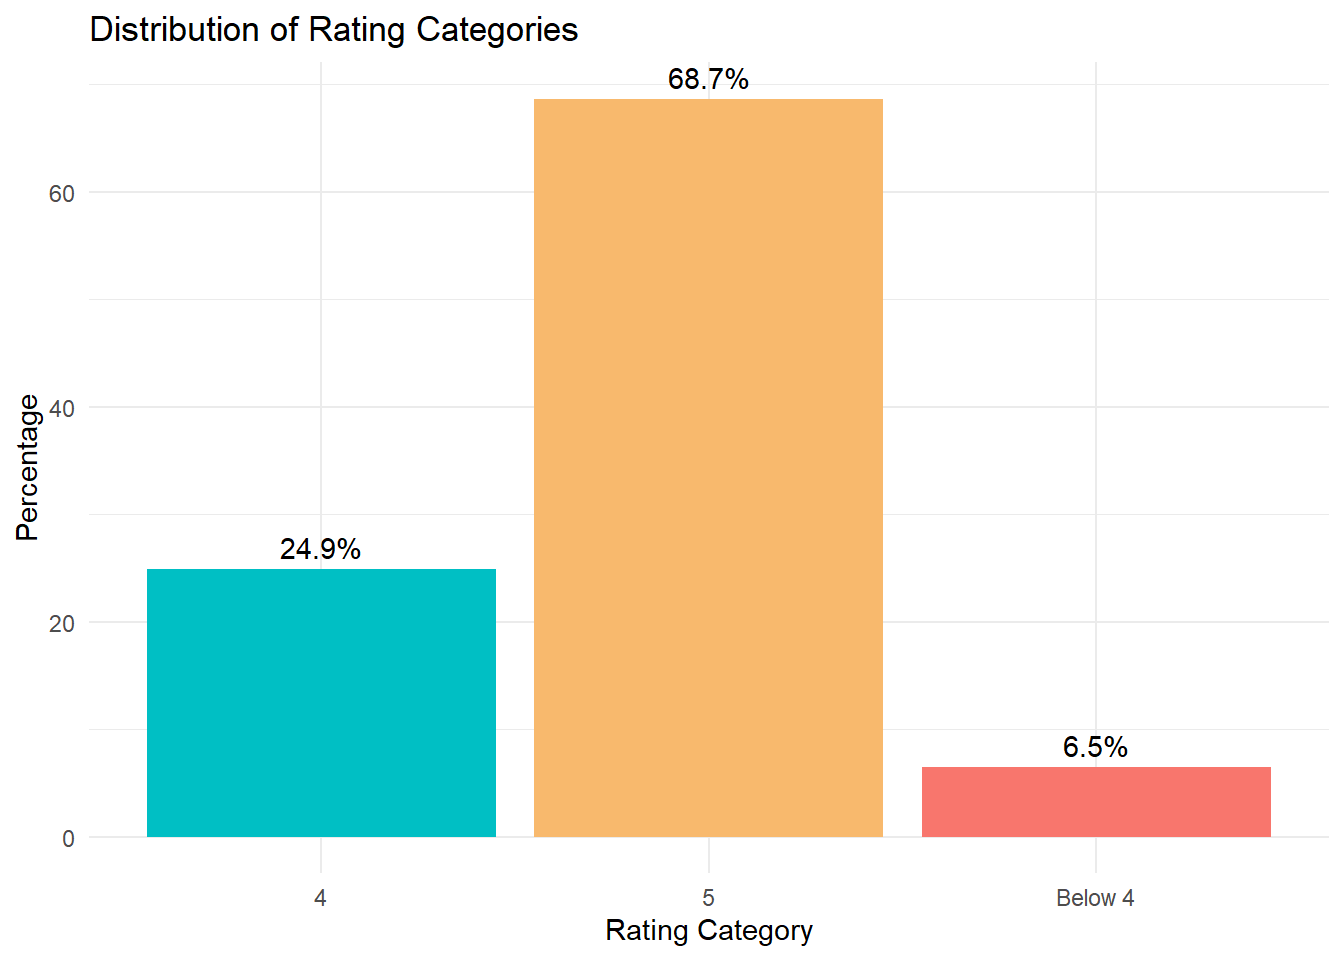 Distribution of Rating Categories
68.7%
60
40
24.9%
20
6.5%
0
Percentage
4
5
Below 4
Rating Category